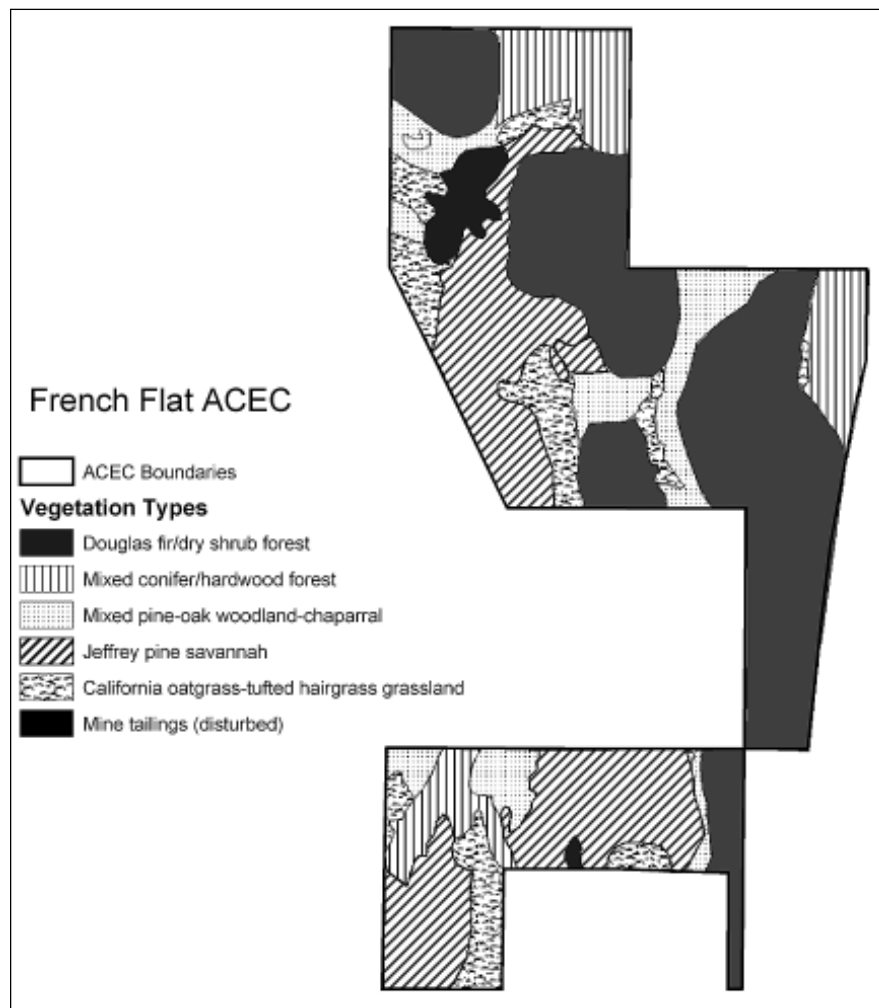 French Flat ACEC
ACEC Boundaries
Vegetation Types
Douglas fir/dry shrub forest
Mixed conifer/hardwood forest
Mixed pine-oak woodland-chaparral
Jeffrey pine savannah
California oatgrass-tufted hairgrass grassland
Mine tailings (disturbed)